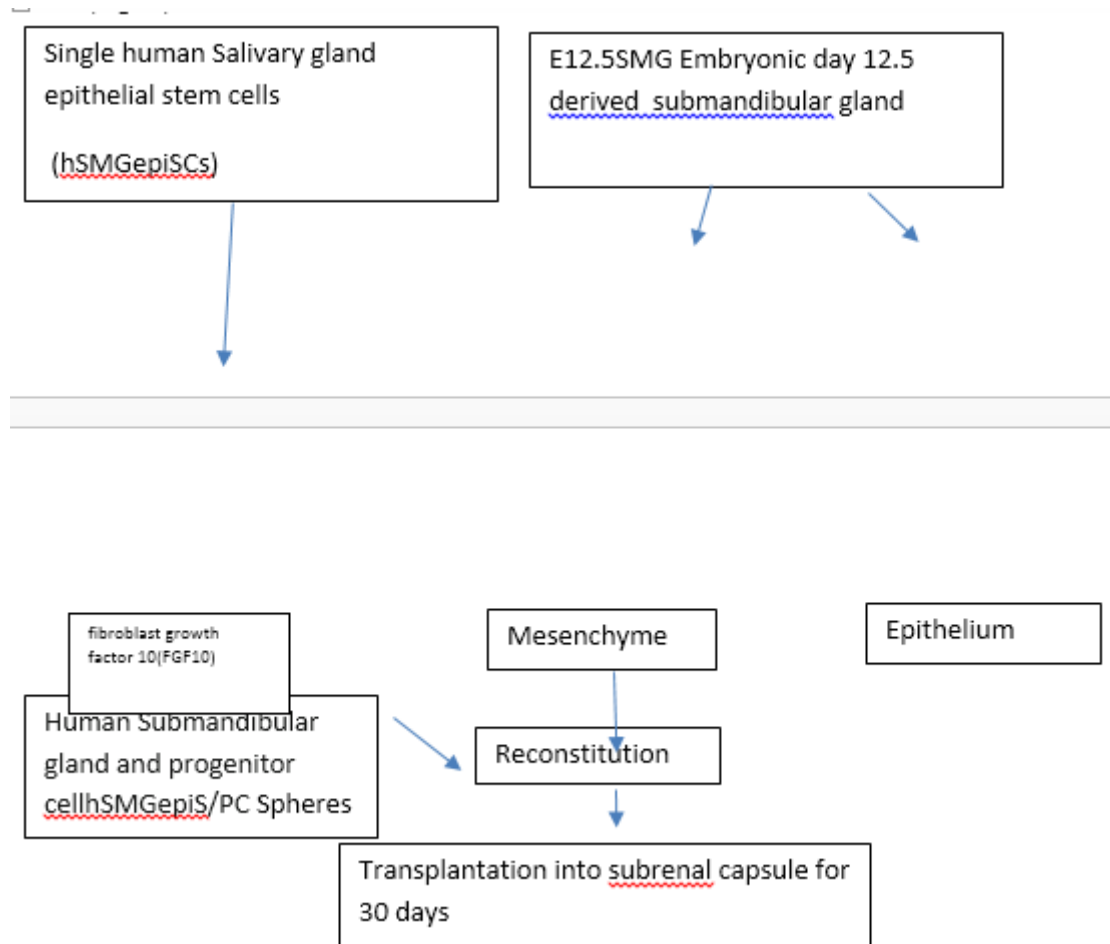 Single human Salivary gland
epithelial stem cells
(hSMGepiSCs)
E12.5SMG Embryonic day 12.5
derived submandibular gland
fibroblast growth
factor 10(FGF10)
Human Submandibular
gland and progenitor
cellhSMGepiS/PC Spheres
Mesenchyme
Epithelium
Reconstitution
Transplantation into subrenal capsule for
30 days